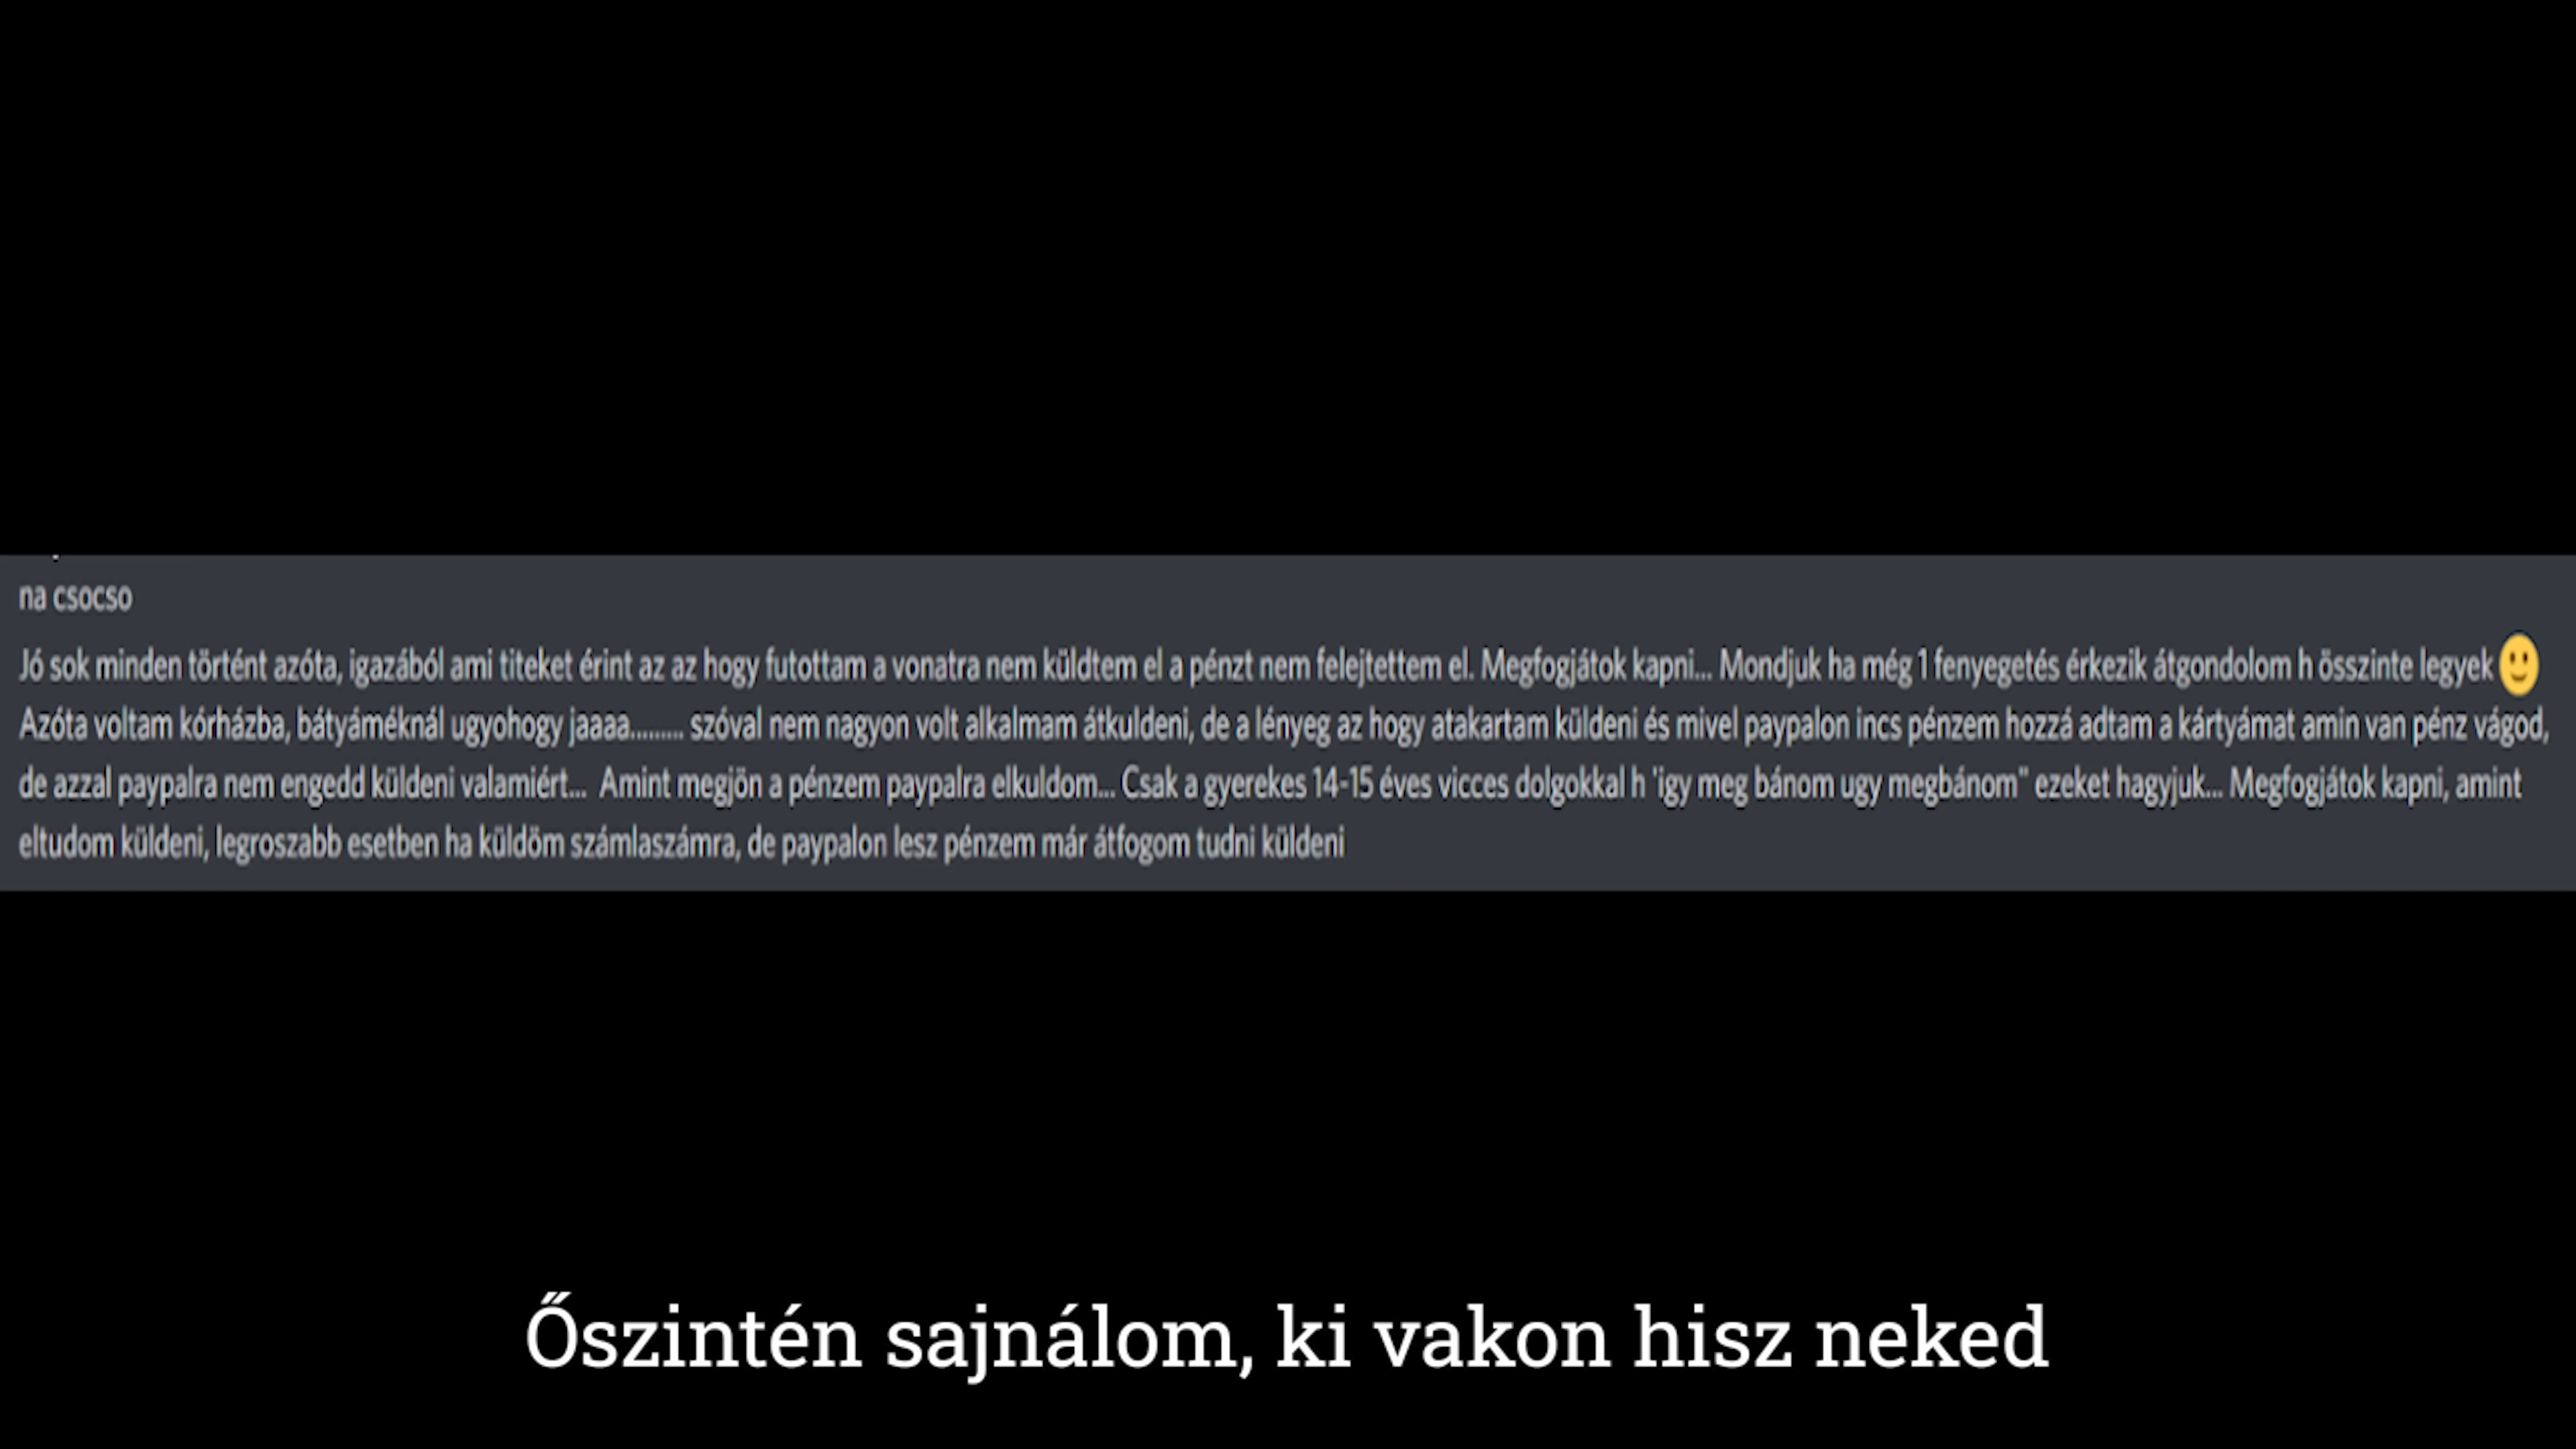 na csocso
Jó sok minden történt azóta, igazából ami titeket érint az az hogy futottam a vonatra nem küldtem el a pénzt nem felejtettem el. Megfogjátok kapni... Mondjuk ha még 1 fenyegetés érkezik átgondolom h összinte legyek 🙂
Azóta voltam kórházba, bátyáméknál ugyohogy jaaaa......... szóval nem nagyon volt alkalmam átkuldeni, de a lényeg az hogy atakartam küldeni és mivel paypalon incs pénzem hozzá adtam a kártyámat amin van pénz vágod,
de azzal paypalra nem engedd küldeni valamiért...  Amint megjön a pénzem paypalra elkuldom... Csak a gyerekes 14-15 éves vicces dolgokkal h 'igy meg bánom ugy megbánom" ezeket hagyjuk... Megfogjátok kapni, amint
eltudom küldeni, legroszabb esetben ha küldöm számlaszámra, de paypalon lesz pénzem már átfogom tudni küldeni
Őszintén sajnálom, ki vakon hisz neked